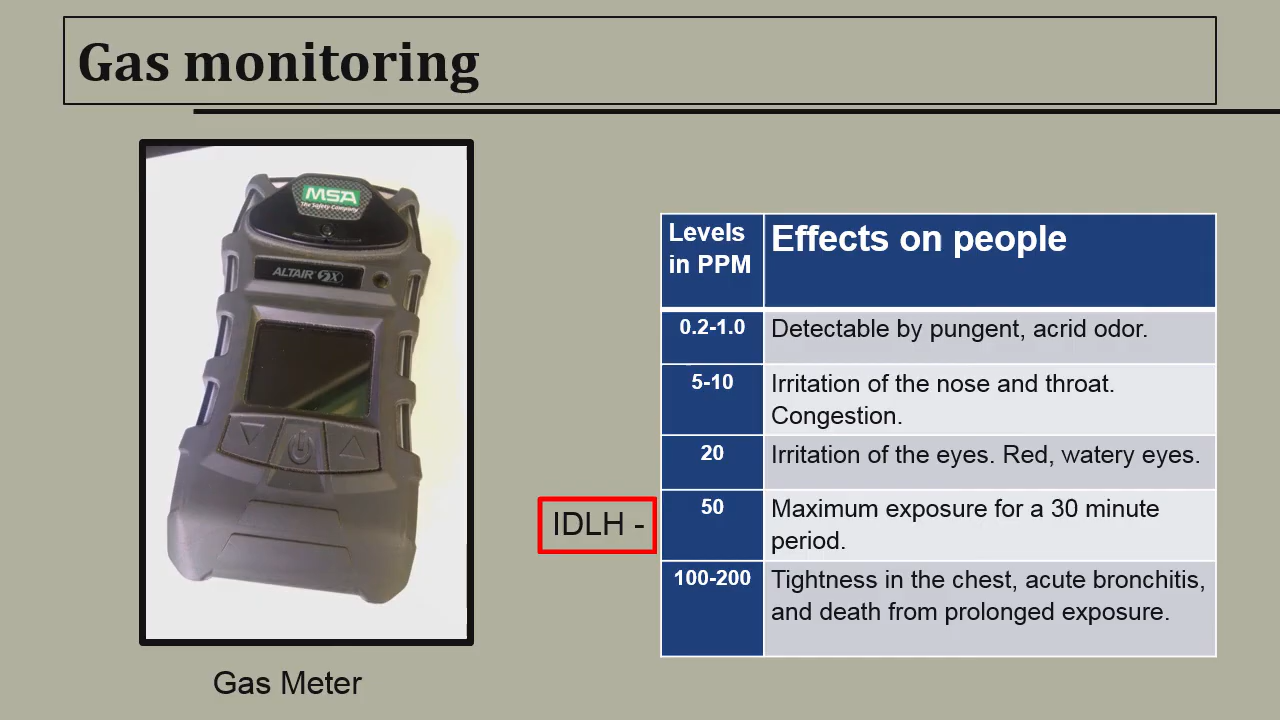 Gas monitoring
MSA
The Safety Company
ALTAIR 5X
Gas Meter
IDLH -
Levels
in PPM
Effects on people
0.2-1.0
Detectable by pungent, acrid odor.
5-10
Irritation of the nose and throat.
Congestion.
20
Irritation of the eyes. Red, watery eyes.
50
Maximum exposure for a 30 minute
period.
100-200
Tightness in the chest, acute bronchitis,
and death from prolonged exposure.